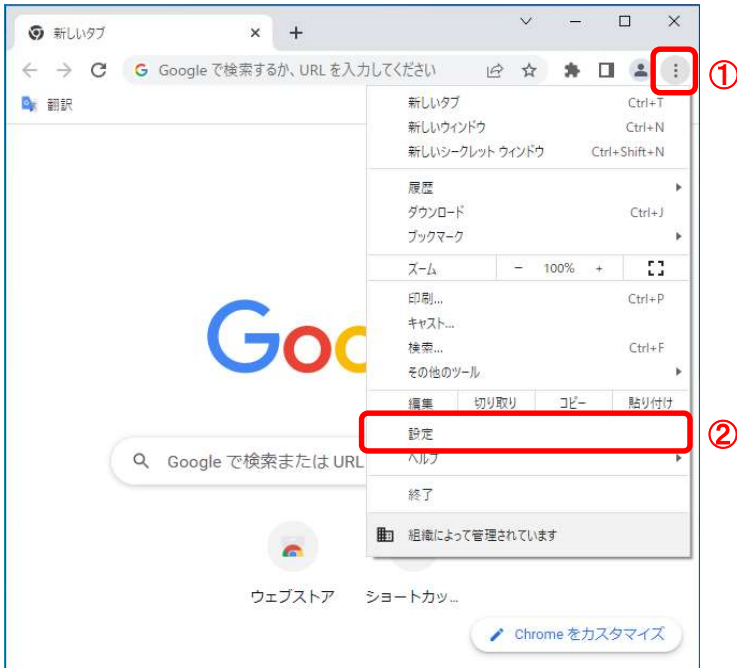 新しいタブ
Google で検索するか、URL を入力してください
①
翻訳
新しいタブ Ctrl+T
新しいウィンドウ Ctrl+N
新しいシークレット ウィンドウ Ctrl+Shift+N
履歴
ダウンロード Ctrl+J
ブックマーク
ズーム - 100% +
印刷... Ctrl+P
キャスト...
検索... Ctrl+F
その他のツール
編集 切り取り コピー 貼り付け
設定
②
ヘルプ
終了
組織によって管理されています
Goo
Google で検索または URL
ウェブストア
ショートカッ...
Chrome をカスタマイズ